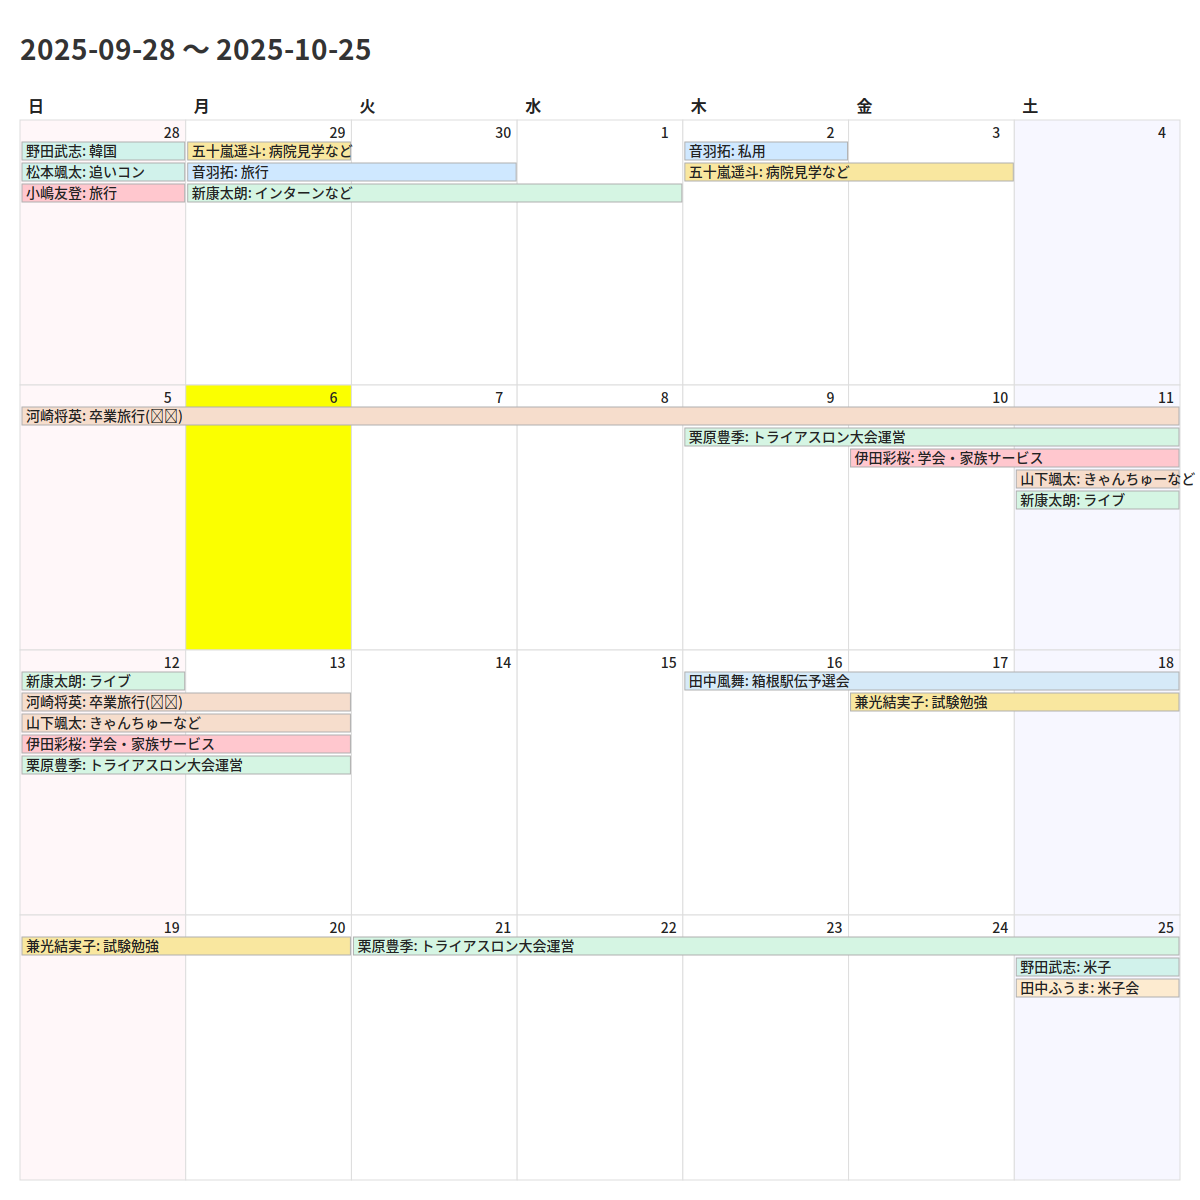 2025-09-28 〜 2025-10-25
日 月 火 水 木 金 土
28 29 30 1 2 3 4
野田武志: 韓国 五十嵐遥斗: 病院見学など 音羽拓: 私用
松本颯太: 追いコン 音羽拓: 旅行 五十嵐遥斗: 病院見学など
小嶋友登: 旅行 新康太朗: インターンなど
5 6 7 8 9 10 11
河崎将英: 卒業旅行()
栗原豊季: トライアスロン大会運営
伊田彩桜: 学会・家族サービス
山下颯太: きゃんちゅーなど
新康太朗: ライブ
12 13 14 15 16 17 18
新康太朗: ライブ 田中風舞: 箱根駅伝予選会
河崎将英: 卒業旅行() 兼光結実子: 試験勉強
山下颯太: きゃんちゅーなど
伊田彩桜: 学会・家族サービス
栗原豊季: トライアスロン大会運営
19 20 21 22 23 24 25
兼光結実子: 試験勉強 栗原豊季: トライアスロン大会運営
野田武志: 米子
田中ふうま: 米子会